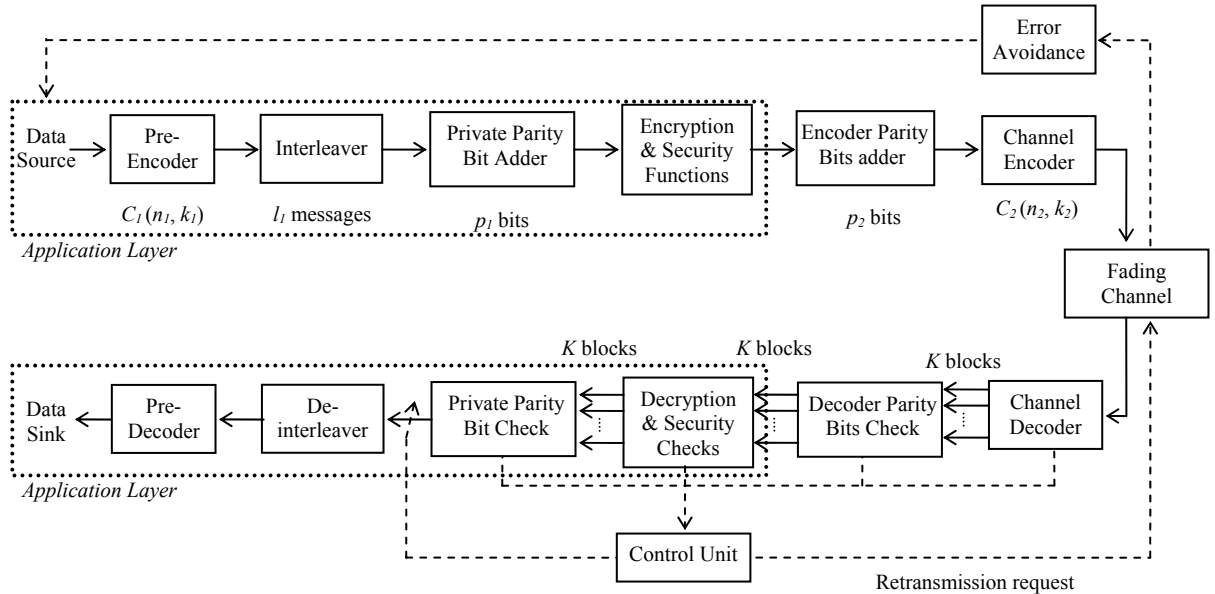 Error
Avoidance
Data
Source
Pre-
Encoder
Interleaver
Private Parity
Bit Adder
Encryption
& Security
Functions
Encoder Parity
Bits adder
Channel
Encoder
C1 (n1, k1)
l1 messages
p1 bits
p2 bits
C2 (n2, k2)
Application Layer
Fading
Channel
K blocks
K blocks
K blocks
Data
Sink
Pre-
Decoder
De-
interleaver
Private Parity
Bit Check
Decryption
& Security
Checks
Decoder Parity
Bits Check
Channel
Decoder
Application Layer
Control Unit
Retransmission request